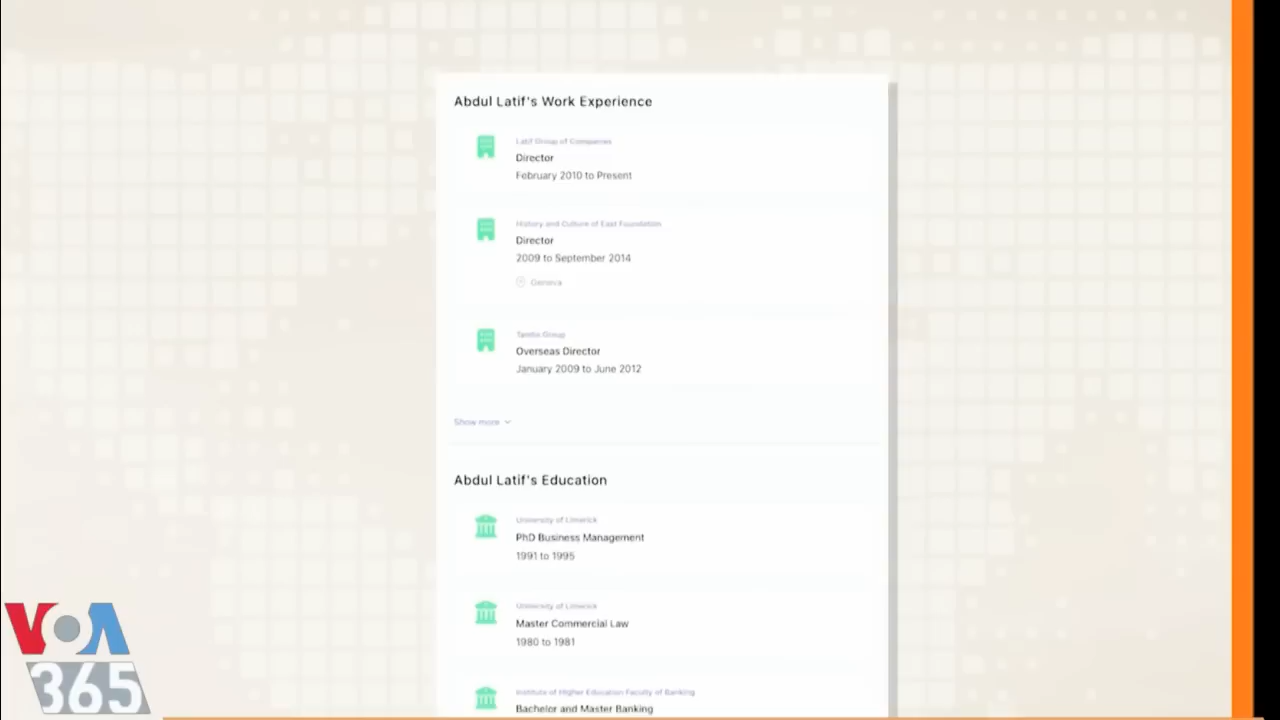 Abdul Latif's Work Experience
Latif Group of Companies
Director
February 2010 to Present
History and Culture of East Foundation
Director
2009 to September 2014
Geneva
Group
Overseas Director
January 2009 to June 2012
Show more
Abdul Latif's Education
University of Limerick
PhD Business Management
1991 to 1995
University of Limerick
Master Commercial Law
1980 to 1981
Institute of Higher Education Faculty of Banking
Bachelor and Master Banking
VOA
365